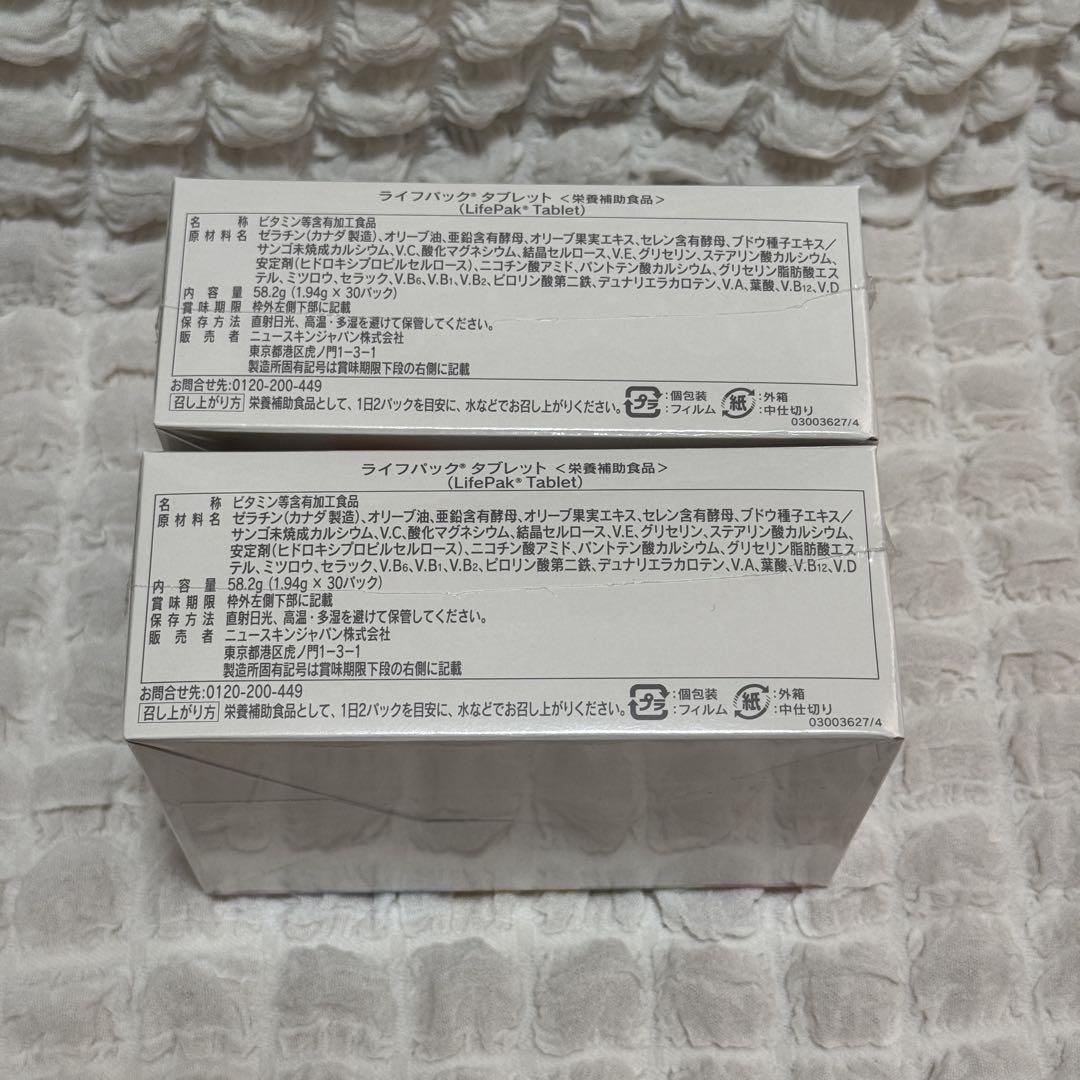 ライフパック® タブレット <栄養補助食品>
(LifePak® Tablet)
名称 ビタミン等含有加工食品
原材料名 ゼラチン(カナダ製造)、オリーブ油、亜鉛含有酵母、オリーブ果実エキス、セレン含有酵母、ブドウ種子エキス/
サンゴ未焼成カルシウム、V.C、酸化マグネシウム、結晶セルロース、V.E、グリセリン、ステアリン酸カルシウム、
安定剤(ヒドロキシプロピルセルロース)、ニコチン酸アミド、パントテン酸カルシウム、グリセリン脂肪酸エス
テル、ミツロウ、セラック、V.B6、V.B1、V.B2、ピロリン酸第二鉄、デュナリエラカロテン、V.A、葉酸、V.B12、V.D
内容量 58.2g (1.94g × 30パック)
賞味期限 枠外左側下部に記載
保存方法 直射日光、高温・多湿を避けて保管してください。
販売者 ニュースキンジャパン株式会社
東京都港区虎ノ門1-3-1
製造所固有記号は賞味期限下段の右側に記載
お問合せ先:0120-200-449
召し上がり方 栄養補助食品として、1日2パックを目安に、水などでお召し上がりください。
プラ :個包装
:フィルム
紙 :外箱
:中仕切り
03003627/4
ライフパック® タブレット <栄養補助食品>
(LifePak® Tablet)
名称 ビタミン等含有加工食品
原材料名 ゼラチン(カナダ製造)、オリーブ油、亜鉛含有酵母、オリーブ果実エキス、セレン含有酵母、ブドウ種子エキス/
サンゴ未焼成カルシウム、V.C、酸化マグネシウム、結晶セルロース、V.E、グリセリン、ステアリン酸カルシウム、
安定剤(ヒドロキシプロピルセルロース)、ニコチン酸アミド、パントテン酸カルシウム、グリセリン脂肪酸エス
テル、ミツロウ、セラック、V.B6、V.B1、V.B2、ピロリン酸第二鉄、デュナリエラカロテン、V.A、葉酸、V.B12、V.D
内容量 58.2g (1.94g × 30パック)
賞味期限 枠外左側下部に記載
保存方法 直射日光、高温・多湿を避けて保管してください。
販売者 ニュースキンジャパン株式会社
東京都港区虎ノ門1-3-1
製造所固有記号は賞味期限下段の右側に記載
お問合せ先:0120-200-449
召し上がり方 栄養補助食品として、1日2パックを目安に、水などでお召し上がりください。
プラ :個包装
:フィルム
紙 :外箱
:中仕切り
03003627/4